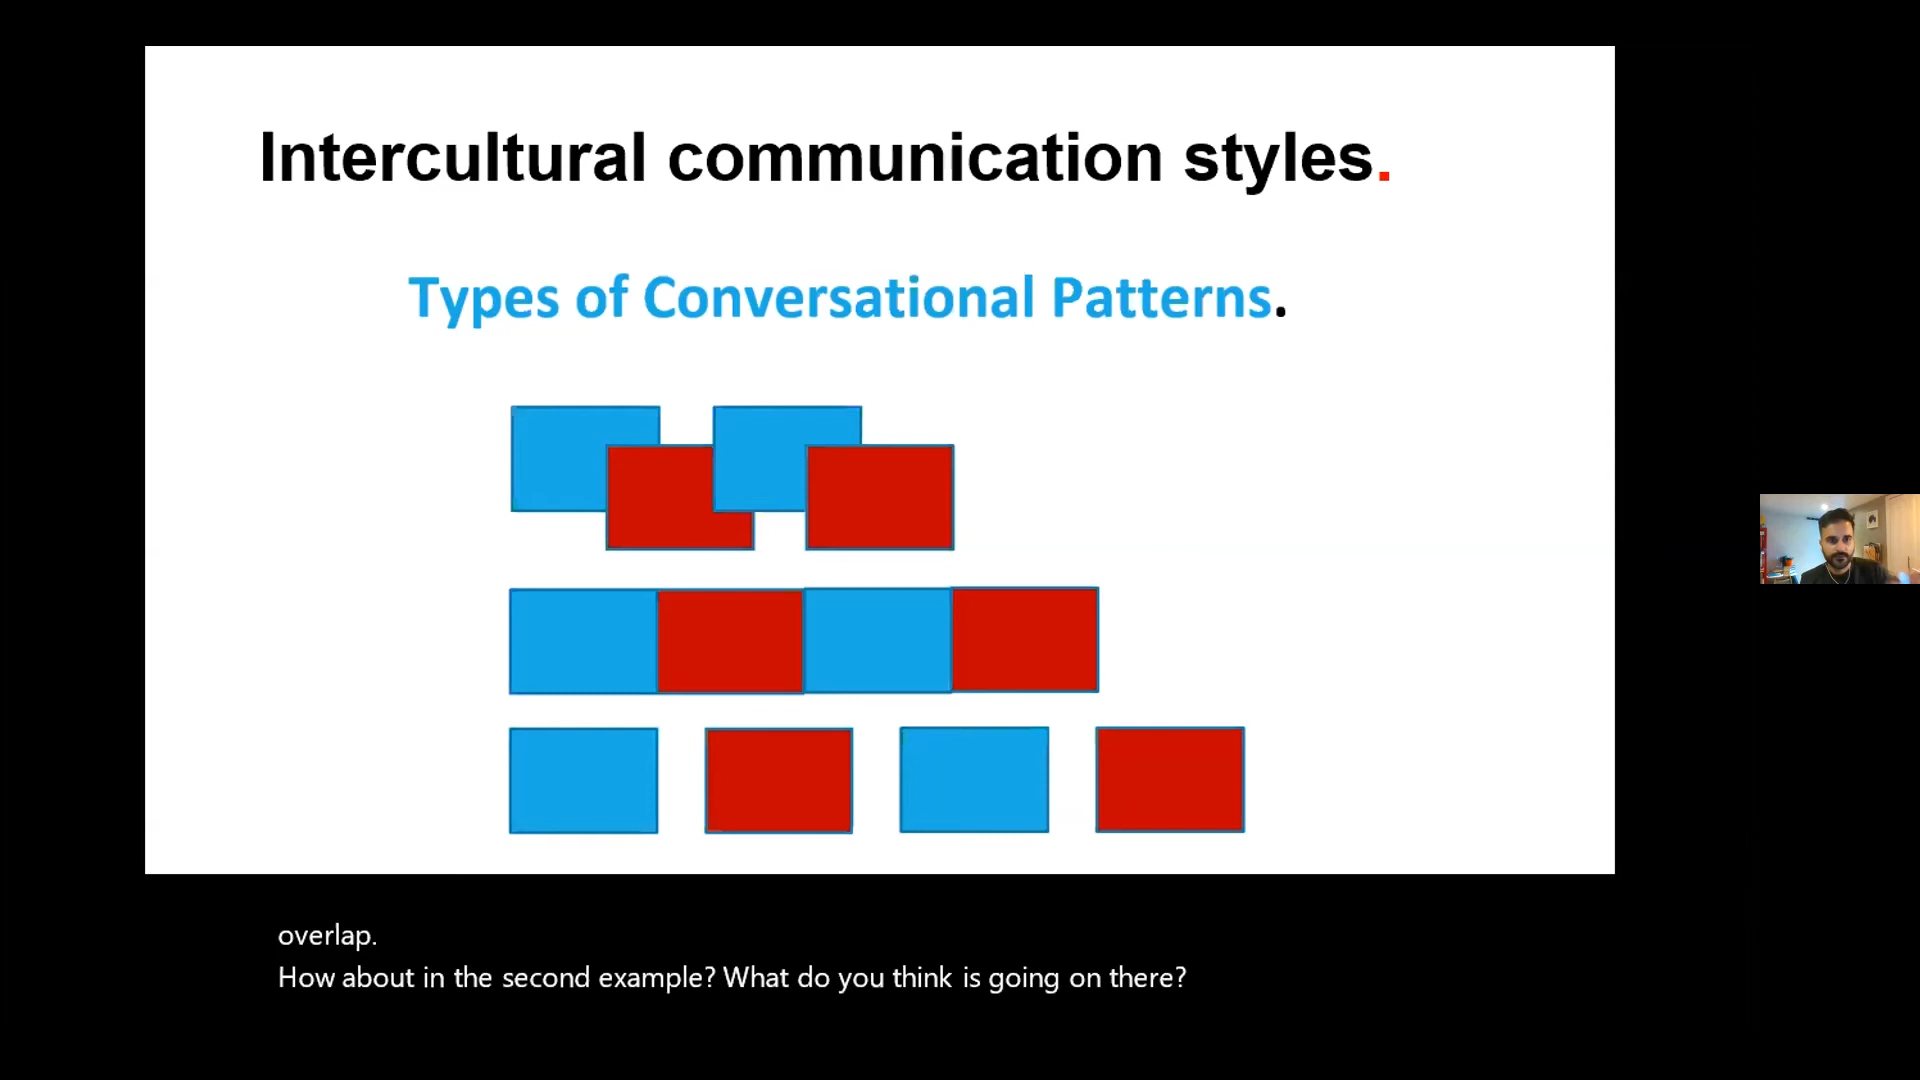 Intercultural communication styles.
Types of Conversational Patterns.
overlap.
How about in the second example? What do you think is going on there?